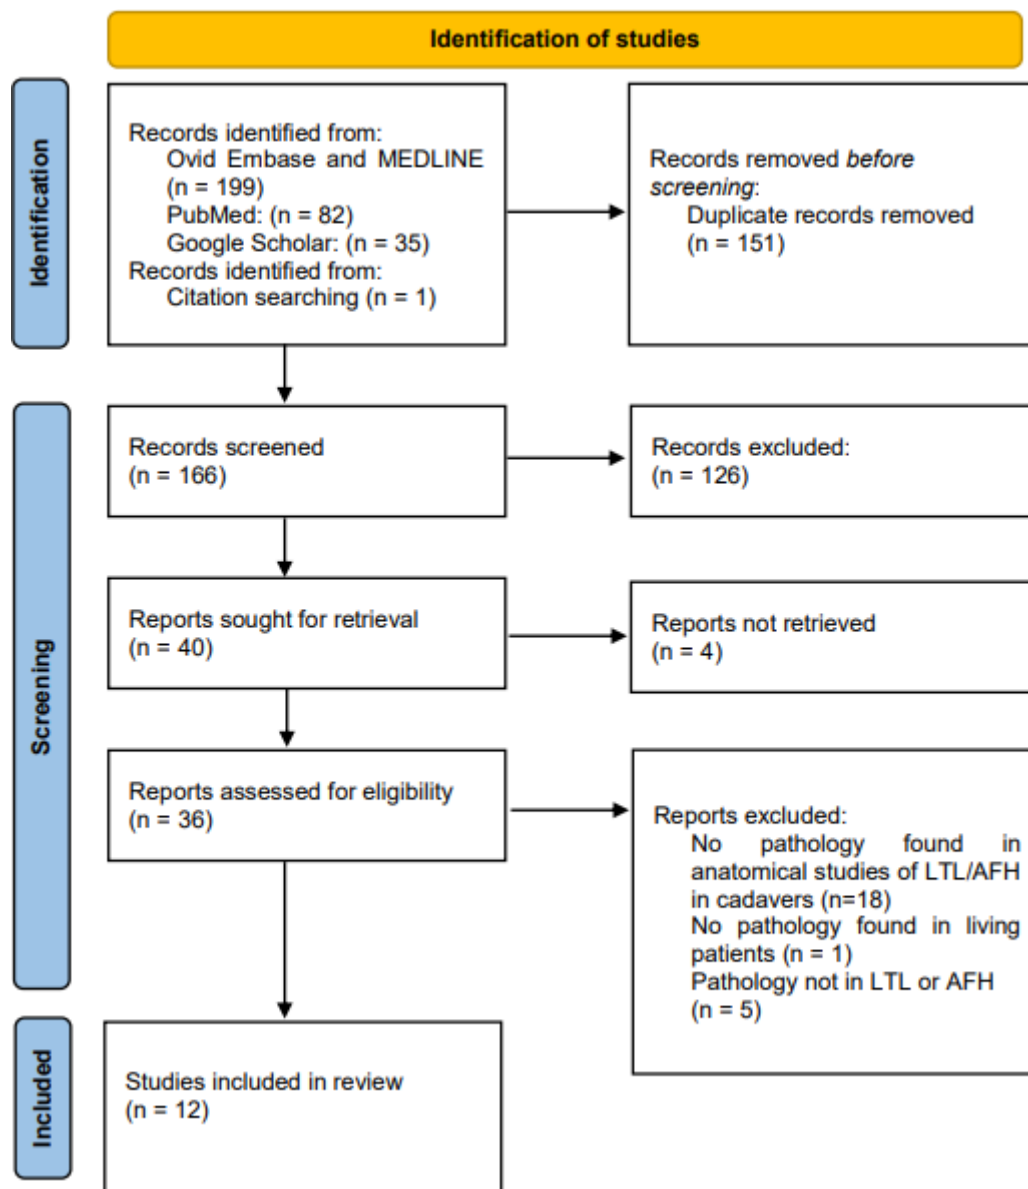 Identification of studies
Identification
Records identified from:
Ovid Embase and MEDLINE
(n = 199)
PubMed: (n = 82)
Google Scholar: (n = 35)
Records identified from:
Citation searching (n = 1)
Records removed before
screening:
Duplicate records removed
(n = 151)
Screening
Records screened
(n = 166)
Records excluded:
(n = 126)
Reports sought for retrieval
(n = 40)
Reports not retrieved
(n = 4)
Reports assessed for eligibility
(n = 36)
Reports excluded:
No pathology found in
anatomical studies of LTL/AFH
in cadavers (n=18)
No pathology found in living
patients (n = 1)
Pathology not in LTL or AFH
(n = 5)
Included
Studies included in review
(n = 12)